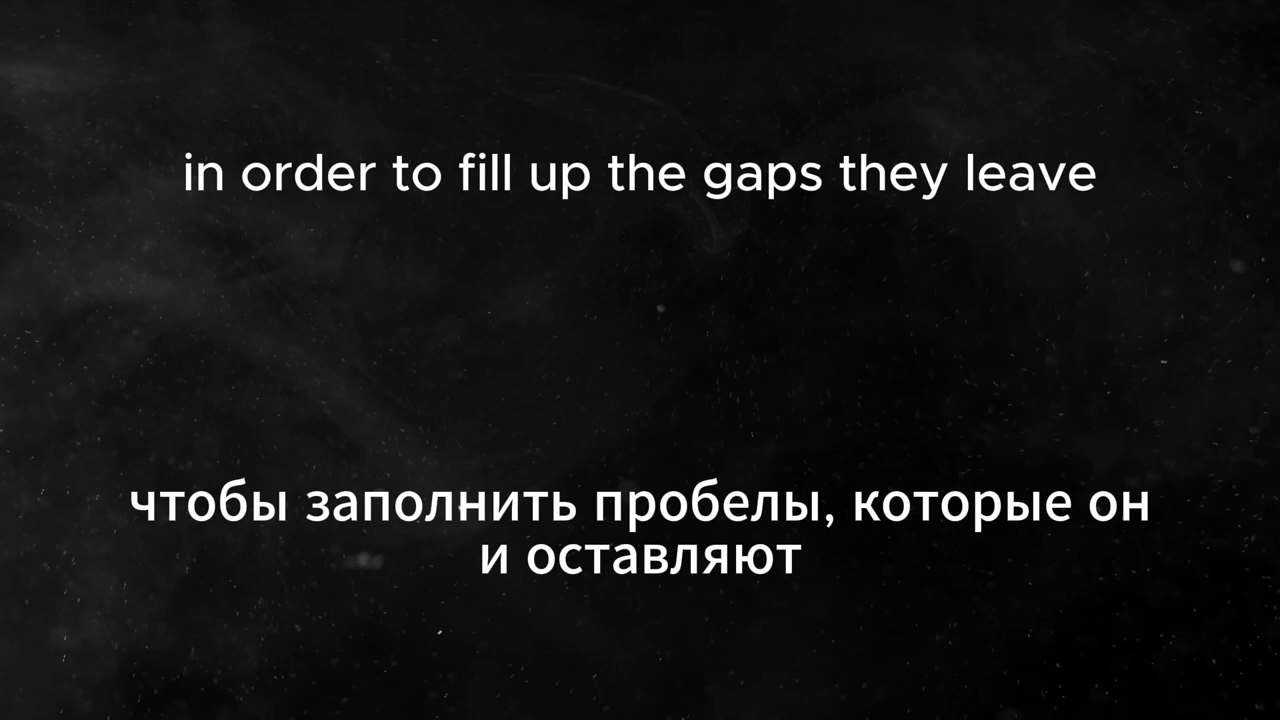 in order to fill up the gaps they leave
чтобы заполнить пробелы, которые он
и оставляют